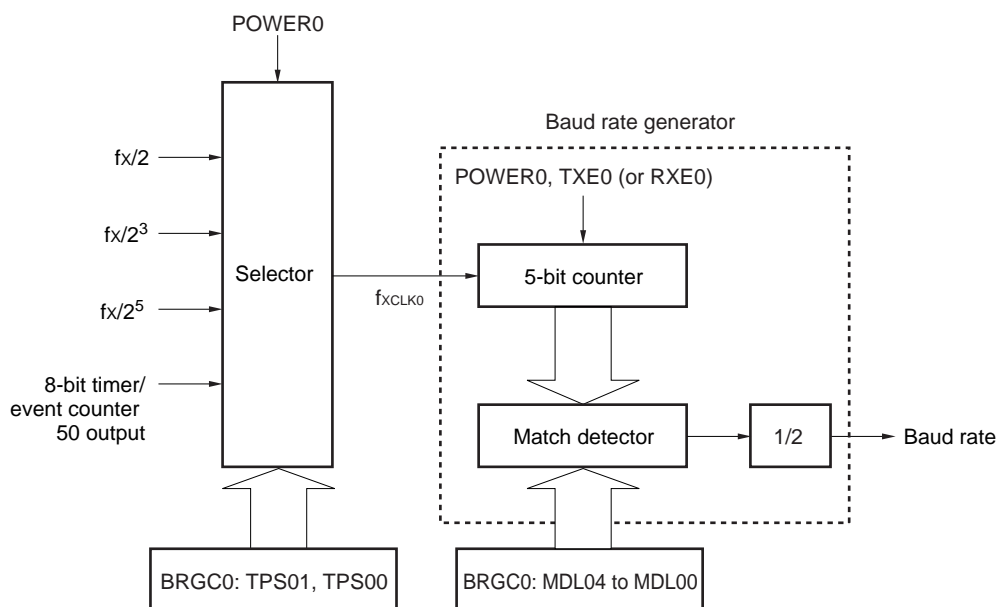 POWER0
Baud rate generator
fX/2
POWER0, TXE0 (or RXE0)
fX/2³
Selector
5-bit counter
fXCLK0
fX/2⁵
8-bit timer/
event counter
50 output
Match detector
1/2
Baud rate
BRGC0: TPS01, TPS00
BRGC0: MDL04 to MDL00